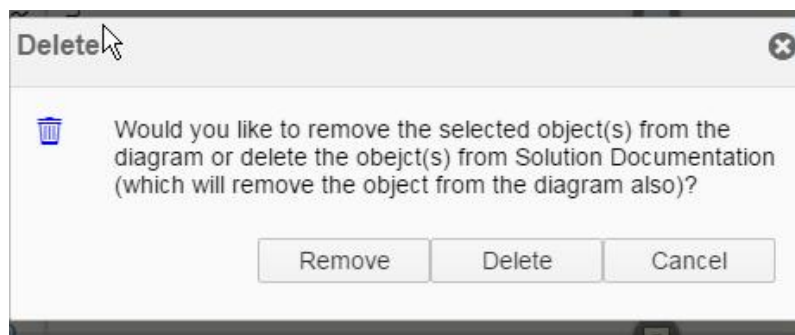 Delete
Would you like to remove the selected object(s) from the
diagram or delete the obejct(s) from Solution Documentation
(which will remove the object from the diagram also)?
Remove Delete Cancel